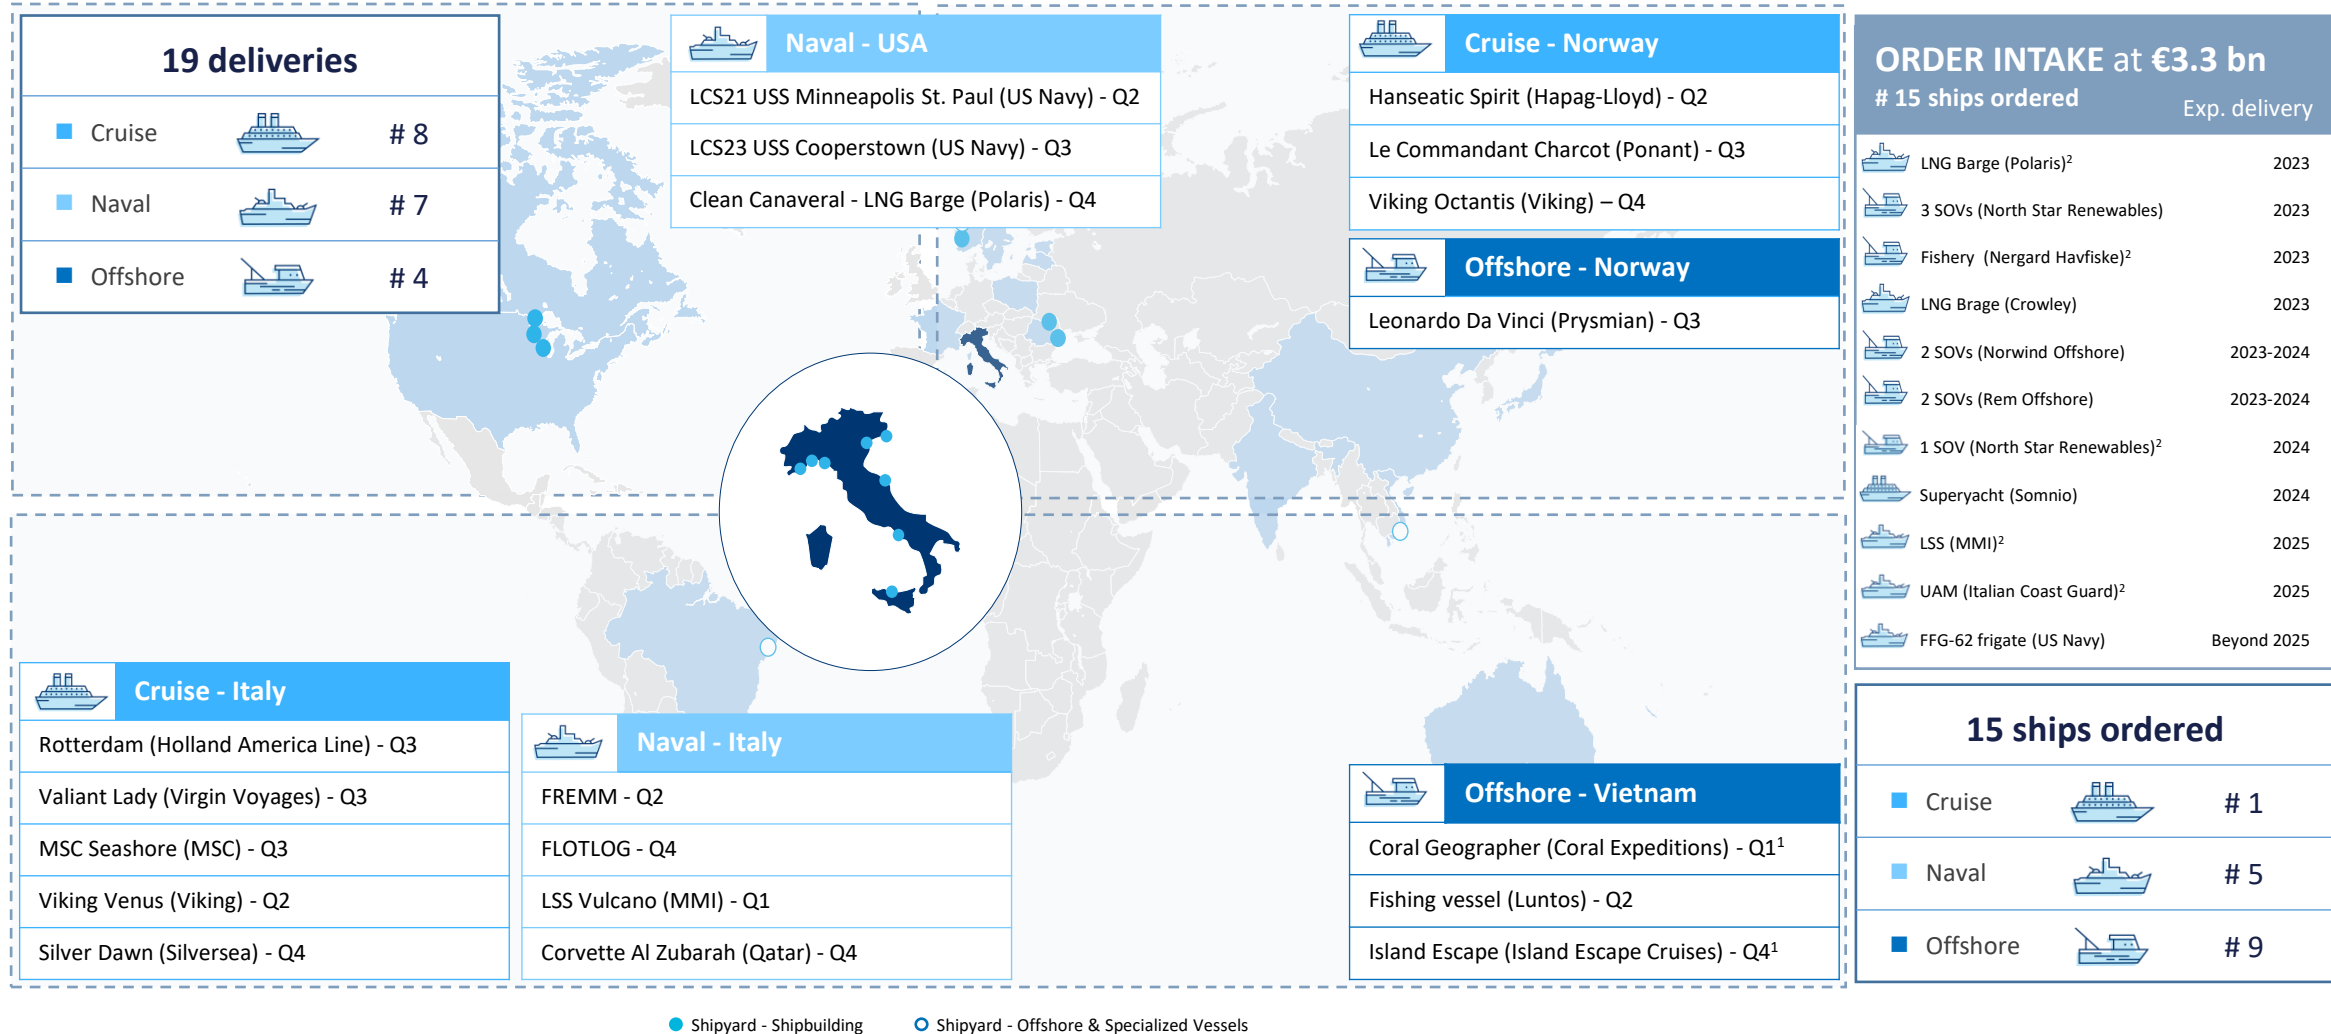 19 deliveries
Cruise # 8
Naval # 7
Offshore # 4
Naval - USA
LCS21 USS Minneapolis St. Paul (US Navy) - Q2
LCS23 USS Cooperstown (US Navy) - Q3
Clean Canaveral - LNG Barge (Polaris) - Q4
Cruise - Norway
Hanseatic Spirit (Hapag-Lloyd) - Q2
Le Commandant Charcot (Ponant) - Q3
Viking Octantis (Viking) – Q4
Offshore - Norway
Leonardo Da Vinci (Prysmian) - Q3
ORDER INTAKE at €3.3 bn
# 15 ships ordered
Exp. delivery
LNG Barge (Polaris)² 2023
3 SOVs (North Star Renewables) 2023
Fishery (Nergard Havfiske)² 2023
LNG Brage (Crowley) 2023
2 SOVs (Norwind Offshore) 2023-2024
2 SOVs (Rem Offshore) 2023-2024
1 SOV (North Star Renewables)² 2024
Superyacht (Somnio) 2024
LSS (MMI)² 2025
UAM (Italian Coast Guard)² 2025
FFG-62 frigate (US Navy) Beyond 2025
Cruise - Italy
Rotterdam (Holland America Line) - Q3
Valiant Lady (Virgin Voyages) - Q3
MSC Seashore (MSC) - Q3
Viking Venus (Viking) - Q2
Silver Dawn (Silversea) - Q4
Naval - Italy
FREMM - Q2
FLOTLOG - Q4
LSS Vulcano (MMI) - Q1
Corvette Al Zubarah (Qatar) - Q4
Offshore - Vietnam
Coral Geographer (Coral Expeditions) - Q1¹
Fishing vessel (Luntos) - Q2
Island Escape (Island Escape Cruises) - Q4¹
15 ships ordered
Cruise # 1
Naval # 5
Offshore # 9
Shipyard - Shipbuilding
Shipyard - Offshore & Specialized Vessels